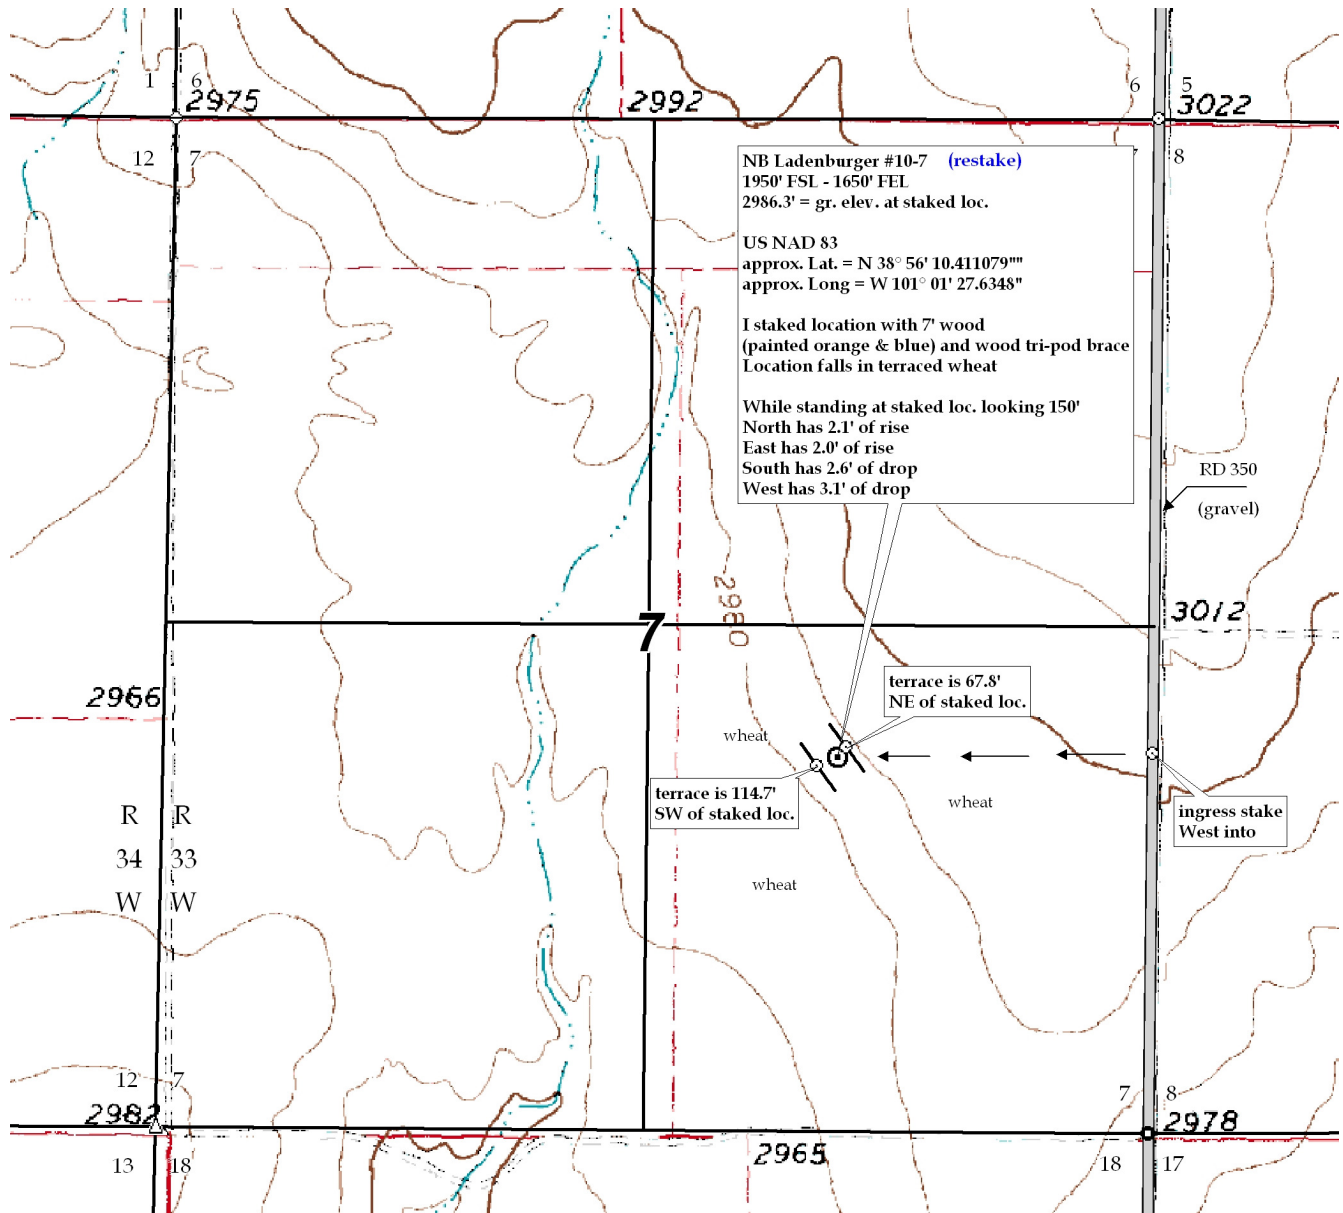 1 6
6 5
2975
2992
3022
12 7
7 8
NB Ladenburger #10-7 (restake)
1950' FSL - 1650' FEL
2986.3' = gr. elev. at staked loc.
US NAD 83
approx. Lat. = N 38° 56' 10.411079""
approx. Long = W 101° 01' 27.6348"
I staked location with 7' wood
(painted orange & blue) and wood tri-pod brace
Location falls in terraced wheat
While standing at staked loc. looking 150'
North has 2.1' of rise
East has 2.0' of rise
South has 2.6' of drop
West has 3.1' of drop
RD 350
(gravel)
2980
7
3012
2966
terrace is 67.8'
NE of staked loc.
wheat
terrace is 114.7'
SW of staked loc.
wheat
ingress stake
West into
R R
34 33
W W
wheat
12 7
7 8
2982
2978
2965
13 18
18 17